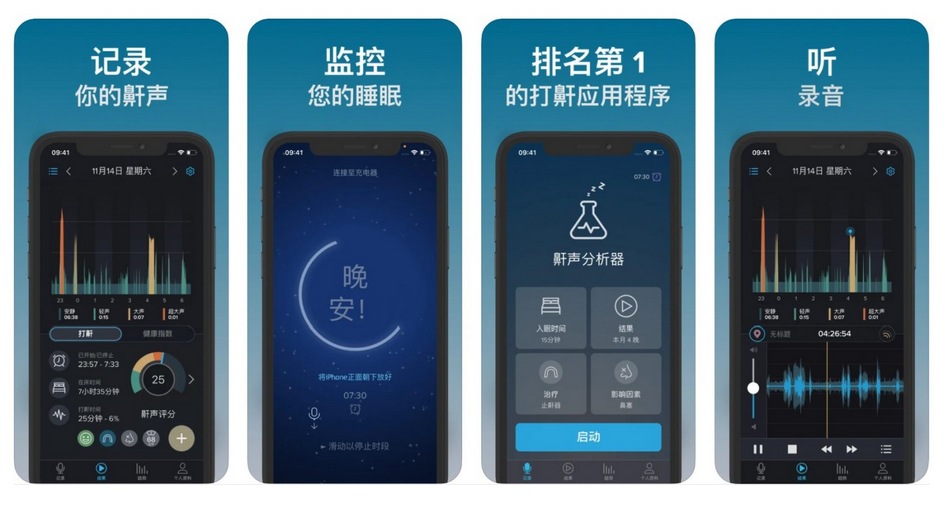 记录
你的鼾声
09:41
11月14日 星期六
23 0 1 2 3 4 5 6
安静 轻声 大声 超大声
06:38 0:15 0:07 0:01
打鼾 健康指数
已开始/已停止
23:57 - 7:33
在床时间
7小时35分钟
打鼾时间
25分钟 - 6%
25
鼾声评分
68
+
记录 结果 趋势 个人资料
监控
您的睡眠
09:41
连接至充电器
晚
安!
将iPhone正面朝下放好
07:30
滑动以停止时段
排名第 1
的打鼾应用程序
09:41
07:30
z z z
鼾声分析器
入眠时间
15分钟
结果
本月 4 晚
治疗
止鼾器
影响因素
鼻塞
启动
记录 结果 趋势 个人资料
听
录音
09:41
11月14日 星期六
23 0 1 2 3 4 5 6
安静 轻声 大声 超大声
06:38 0:15 0:07 0:01
无标题 04:26:54
记录 结果 趋势 个人资料